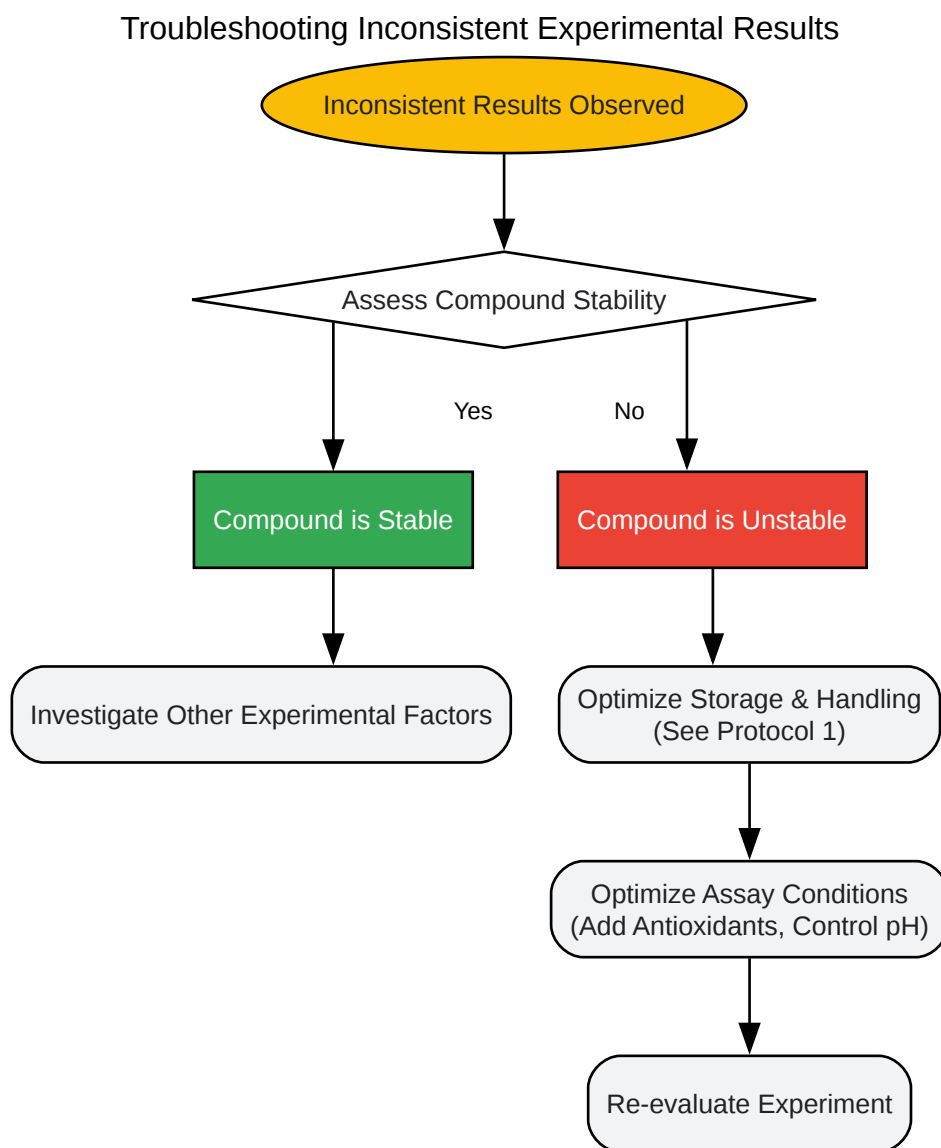 Troubleshooting Inconsistent Experimental Results
Inconsistent Results Observed
Assess Compound Stability
Yes
No
Compound is Stable
Compound is Unstable
Investigate Other Experimental Factors
Optimize Storage & Handling
(See Protocol 1)
Optimize Assay Conditions
(Add Antioxidants, Control pH)
Re-evaluate Experiment